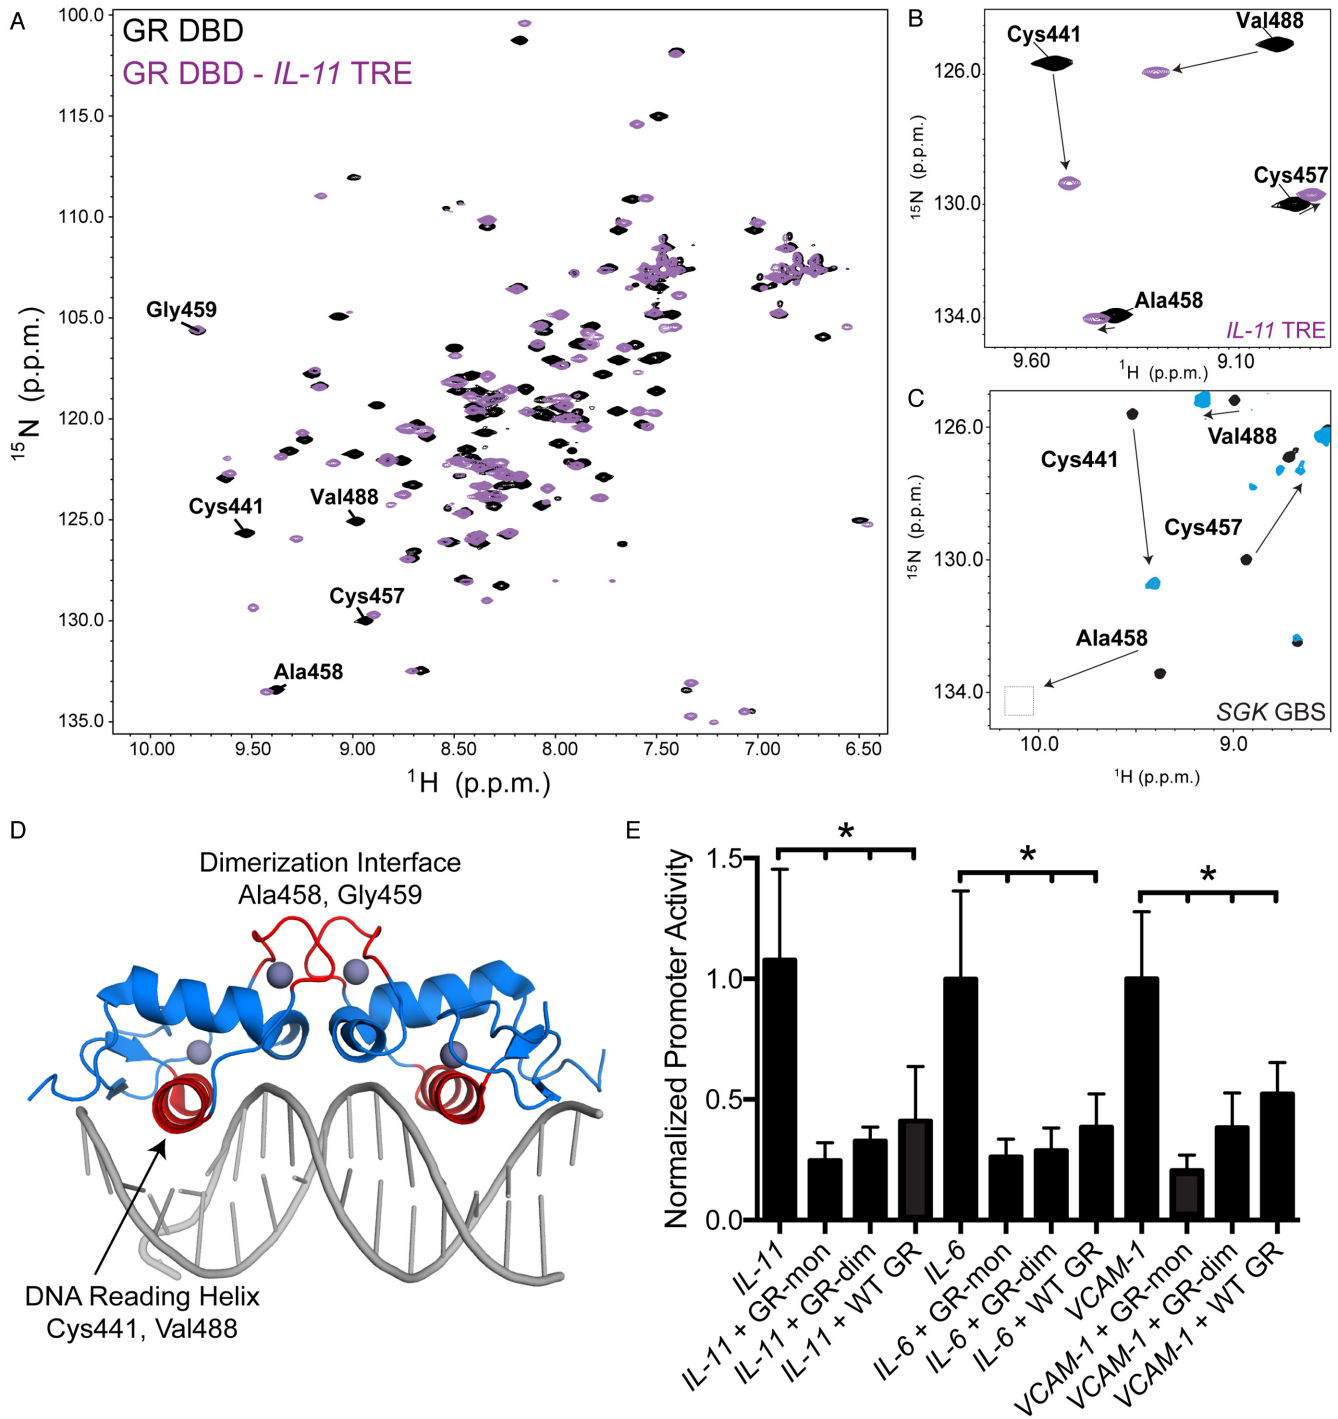 A
GR DBD
GR DBD - IL-11 TRE
100.0
115.0
110.0
105.0
120.0
125.0
130.0
135.0
15N (p.p.m.)
Gly459
Cys441
Val488
Cys457
Ala458
10.00 9.50 9.00 8.50 8.00 7.50 7.00 6.50
1H (p.p.m.)
B
Cys441
Val488
126.0
15N (p.p.m.)
Cys457
130.0
Ala458
134.0
IL-11 TRE
9.60 9.10
1H (p.p.m.)
C
126.0
Val488
Cys441
Cys457
15N (p.p.m.)
130.0
Ala458
134.0
SGK GBS
10.0 9.0
1H (p.p.m.)
D
Dimerization Interface
Ala458, Gly459
DNA Reading Helix
Cys441, Val488
E
* * *
1.5
1.0
0.5
0.0
Normalized Promoter Activity
IL-11
IL-11 + GR-mon
IL-11 + GR-dim
IL-11 + WT GR
IL-6
IL-6 + GR-mon
IL-6 + GR-dim
IL-6 + WT GR
VCAM-1
VCAM-1 + GR-mon
VCAM-1 + GR-dim
VCAM-1 + WT GR